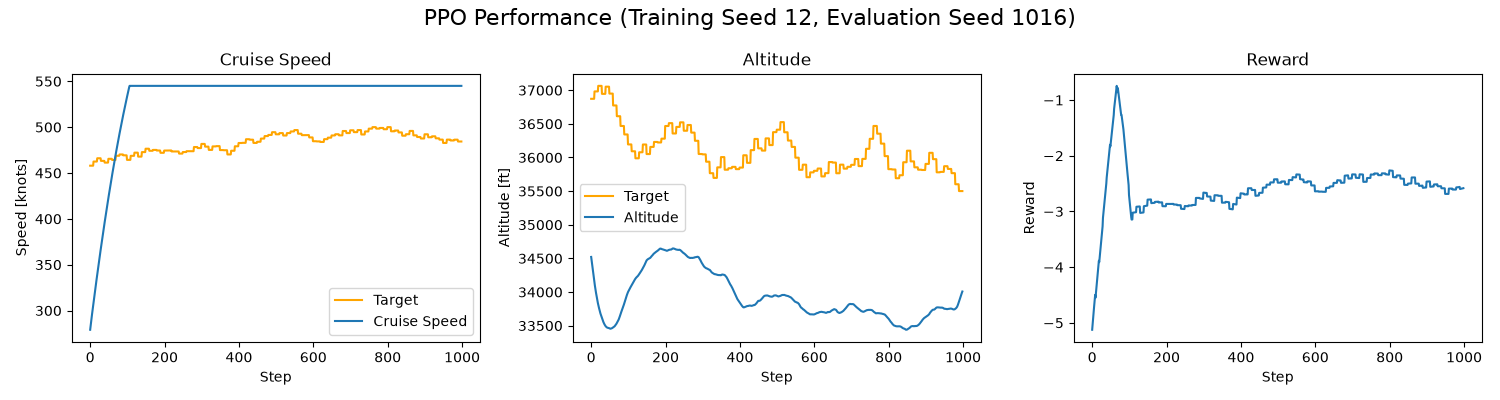 PPO Performance (Training Seed 12, Evaluation Seed 1016)
Cruise Speed
550
500
450
400
350
300
Speed [knots]
Target
Cruise Speed
0 200 400 600 800 1000
Step
Altitude
37000
36500
36000
35500
35000
34500
34000
33500
Altitude [ft]
Target
Altitude
0 200 400 600 800 1000
Step
Reward
−1
−2
−3
−4
−5
Reward
0 200 400 600 800 1000
Step